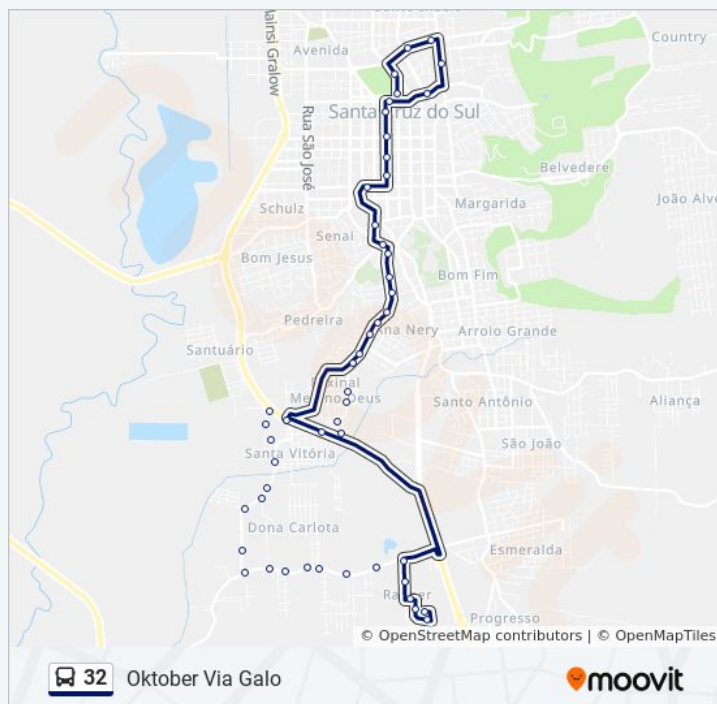 Country
Avenida
Mainsi Gralow
Rua São José
Santa Cruz do Sul
Belvedere
João Alve
Schulz
Margarida
Senai
Bom Jesus
Bom Fim
Pedreira
Ana Nery
Arroio Grande
Santuário
Menino Deus
Santo Antônio
Aliança
São João
Santa Vitória
Dona Carlota
Esmeralda
Progresso
© OpenStreetMap contributors | © OpenMapTiles
32 Oktober Via Galo
moovit